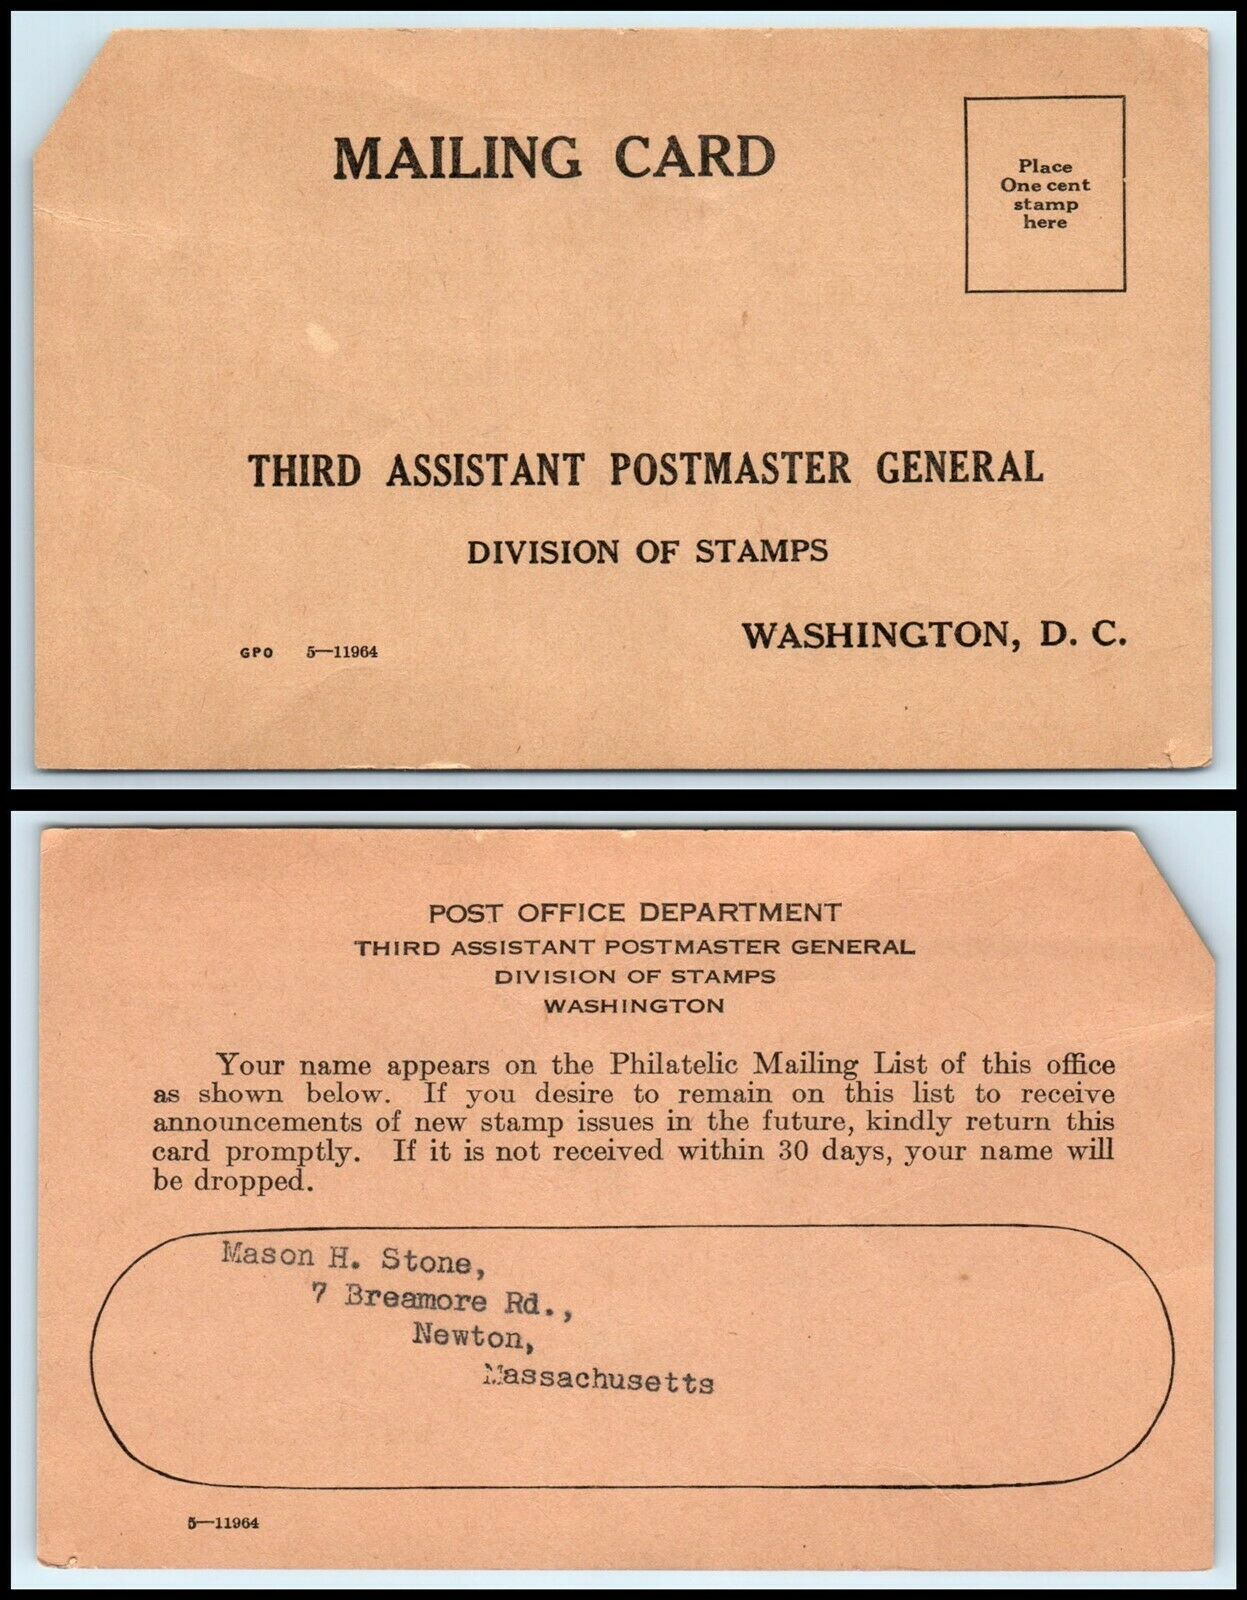 MAILING CARD
Place
One cent
stamp
here
THIRD ASSISTANT POSTMASTER GENERAL
DIVISION OF STAMPS
WASHINGTON, D. C.
GPO 5—11964
POST OFFICE DEPARTMENT
THIRD ASSISTANT POSTMASTER GENERAL
DIVISION OF STAMPS
WASHINGTON
Your name appears on the Philatelic Mailing List of this office
as shown below. If you desire to remain on this list to receive
announcements of new stamp issues in the future, kindly return this
card promptly. If it is not received within 30 days, your name will
be dropped.
Mason H. Stone,
7 Breamore Rd.,
Newton,
Massachusetts
5—11964